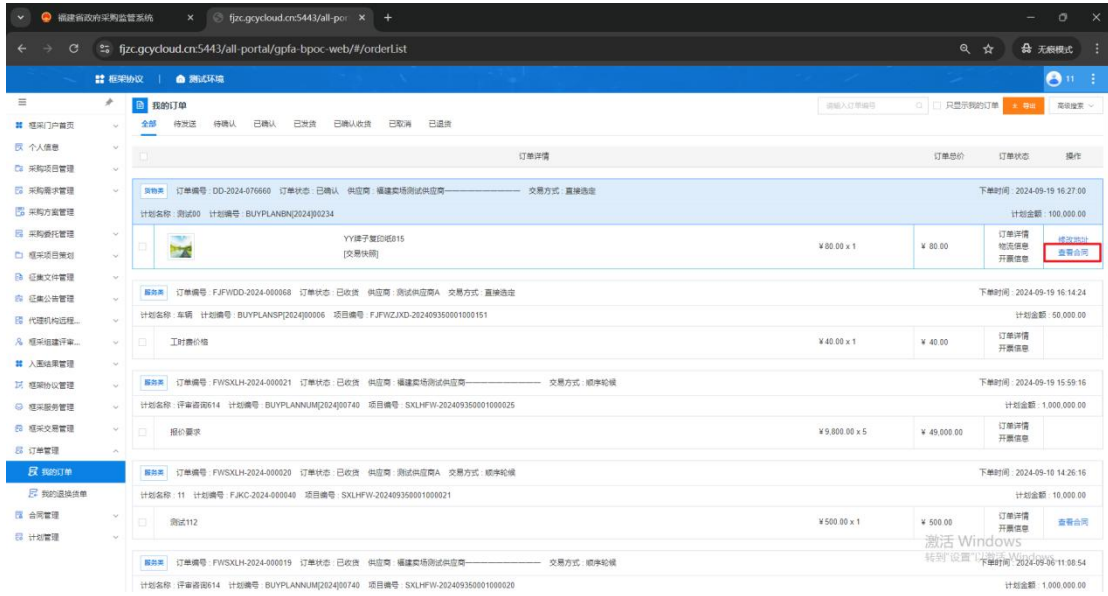 福建省政府采购监管系统
fjzc.gcycloud.cn:5443/all-por
fjzc.gcycloud.cn:5443/all-portal/gpfa-bpoc-web/#/orderList
无痕模式
框架协议 | 测试环境
11
我的订单
请输入订单编号
只显示我的订单
导出
高级搜索
全部 待发送 待确认 已确认 已发货 已确认收货 已取消 已退货
框采门户首页
个人信息
采购项目管理
采购需求管理
采购方案管理
采购委托管理
框采项目策划
征集文件管理
征集公告管理
代理机构远程...
框采组建评审...
入围结果管理
框架协议管理
框采服务管理
框采交易管理
订单管理
我的订单
我的退换货单
合同管理
计划管理
订单详情 订单总价 订单状态 操作
货物类 订单编号 : DD-2024-076660 订单状态 : 已确认 供应商 : 福建卖场测试供应商 交易方式 : 直接选定 下单时间 : 2024-09-19 16:27:00
计划名称 : 测试00 计划编号 : BUYPLANBN[2024]00234 计划金额 : 100,000.00
YY牌子复印纸815
[交易快照]
¥ 80.00 x 1 ¥ 80.00
订单详情
物流信息
开票信息
修改地址
查看合同
服务类 订单编号 : FJFWDD-2024-000068 订单状态 : 已收货 供应商 : 测试供应商A 交易方式 : 直接选定 下单时间 : 2024-09-19 16:14:24
计划名称 : 车辆 计划编号 : BUYPLANSP[2024]00006 项目编号 : FJFWZJXD-202409350001000151 计划金额 : 50,000.00
工时费价格 ¥ 40.00 x 1 ¥ 40.00
订单详情
开票信息
服务类 订单编号 : FWSXLH-2024-000021 订单状态 : 已收货 供应商 : 福建卖场测试供应商 交易方式 : 顺序轮候 下单时间 : 2024-09-19 15:59:16
计划名称 : 评审咨询614 计划编号 : BUYPLANNUM[2024]00740 项目编号 : SXLHFW-202409350001000025 计划金额 : 1,000,000.00
报价要求 ¥ 9,800.00 x 5 ¥ 49,000.00
订单详情
开票信息
服务类 订单编号 : FWSXLH-2024-000020 订单状态 : 已收货 供应商 : 测试供应商A 交易方式 : 顺序轮候 下单时间 : 2024-09-10 14:26:16
计划名称 : 11 计划编号 : FJKC-2024-000040 项目编号 : SXLHFW-202409350001000021 计划金额 : 10,000.00
测试112 ¥ 500.00 x 1 ¥ 500.00
订单详情
开票信息
查看合同
激活 Windows
转到"设置"以激活 Windows。
服务类 订单编号 : FWSXLH-2024-000019 订单状态 : 已收货 供应商 : 福建卖场测试供应商 交易方式 : 顺序轮候 下单时间 : 2024-09-06 11:08:54
计划名称 : 评审咨询614 计划编号 : BUYPLANNUM[2024]00740 项目编号 : SXLHFW-202409350001000020 计划金额 : 1,000,000.00